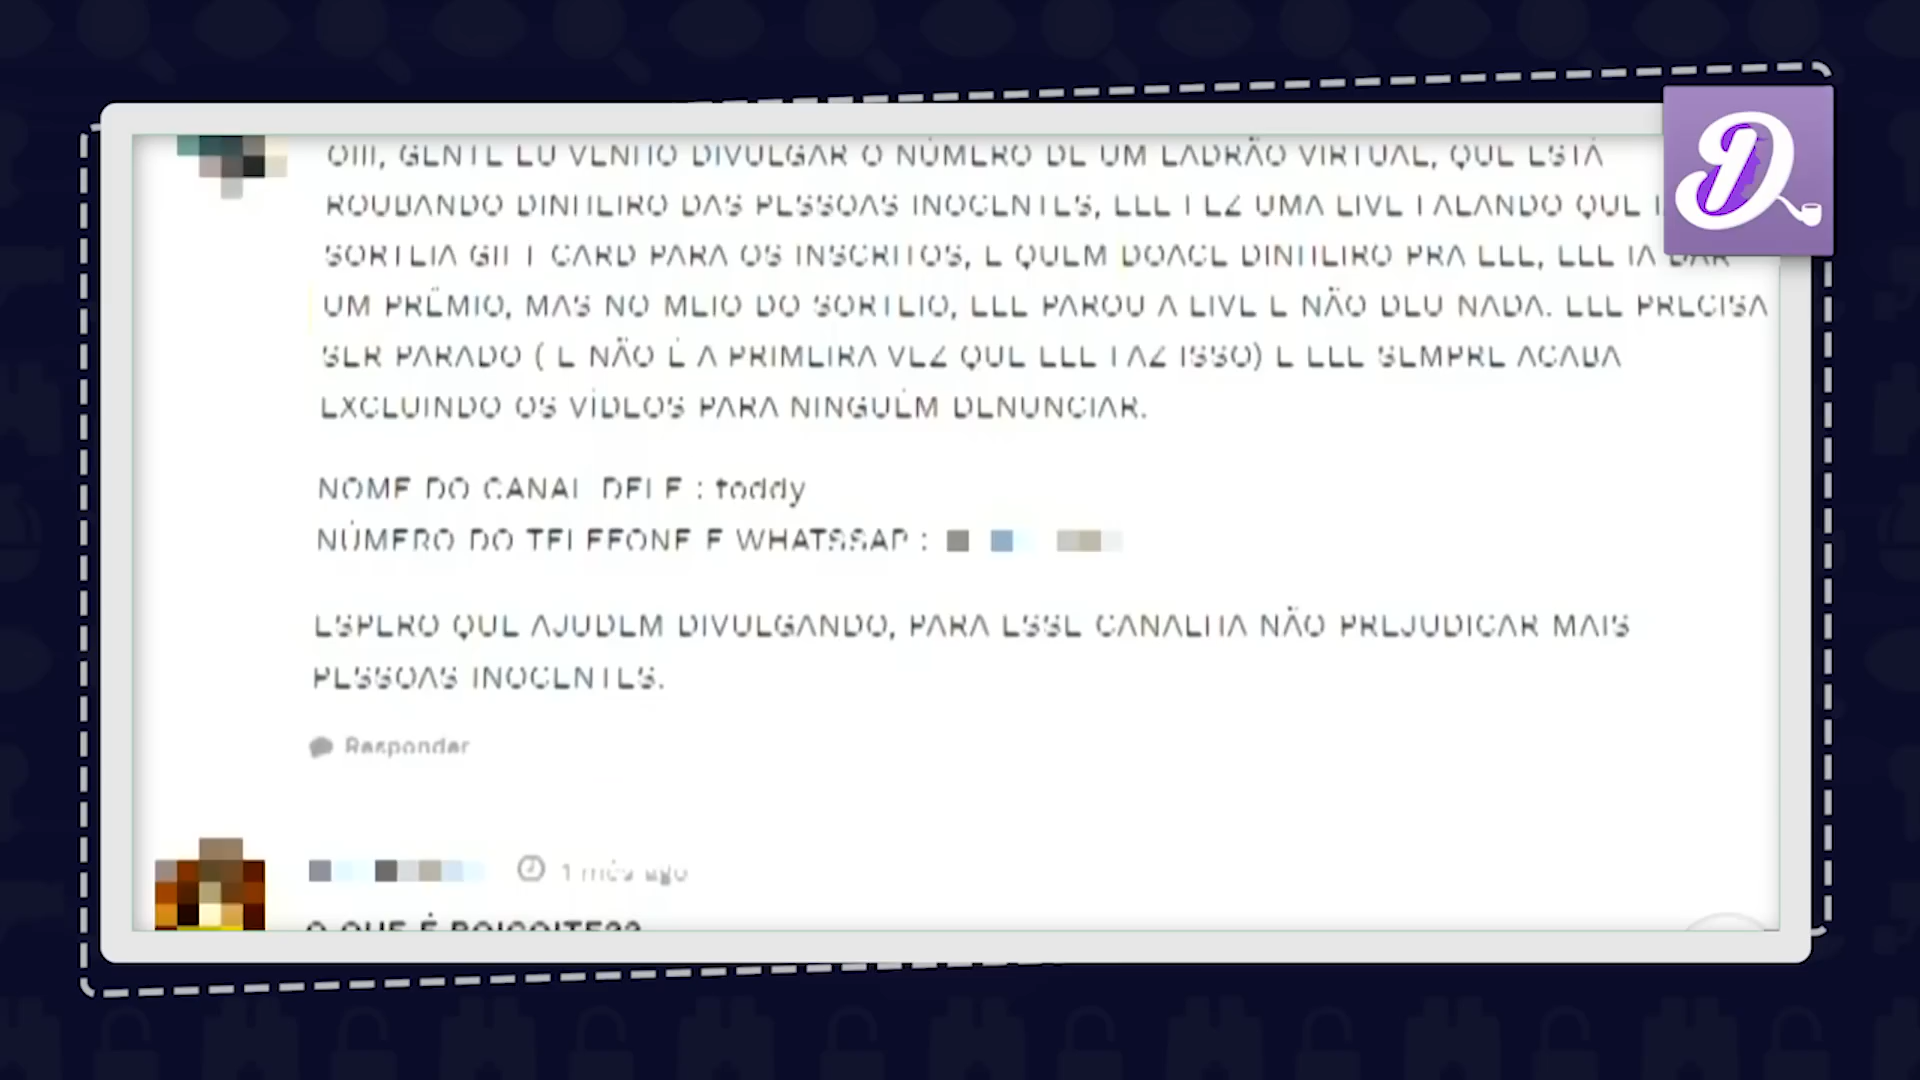 OIII, GENTE EU VENHO DIVULGAR O NÚMERO DE UM LADRÃO VIRTUAL, QUE ESTÁ
ROUBANDO DINHEIRO DAS PESSOAS INOCENTES, ELE FEZ UMA LIVE FALANDO QUE
SORTEIA GIFT CARD PARA OS INSCRITOS, E QUEM DOACE DINHEIRO PRA ELE, ELE IA DAR
UM PRÊMIO, MAS NO MEIO DO SORTEIO, ELE PAROU A LIVE E NÃO DEU NADA. ELE PRECISA
SER PARADO ( E NÃO É A PRIMEIRA VEZ QUE ELE FAZ ISSO) E ELE SEMPRE ACABA
EXCLUINDO OS VÍDEOS PARA NINGUÉM DENUNCIAR.
NOME DO CANAL DELE : toddy
NÚMERO DO TELEFFONE E WHATSSAP :
ESPERO QUE AJUDEM DIVULGANDO, PARA ESSE CANALHA NÃO PREJUDICAR MAIS
PESSOAS INOCENTES.
Responder
1 mês ago
O QUE É BOICOITE??